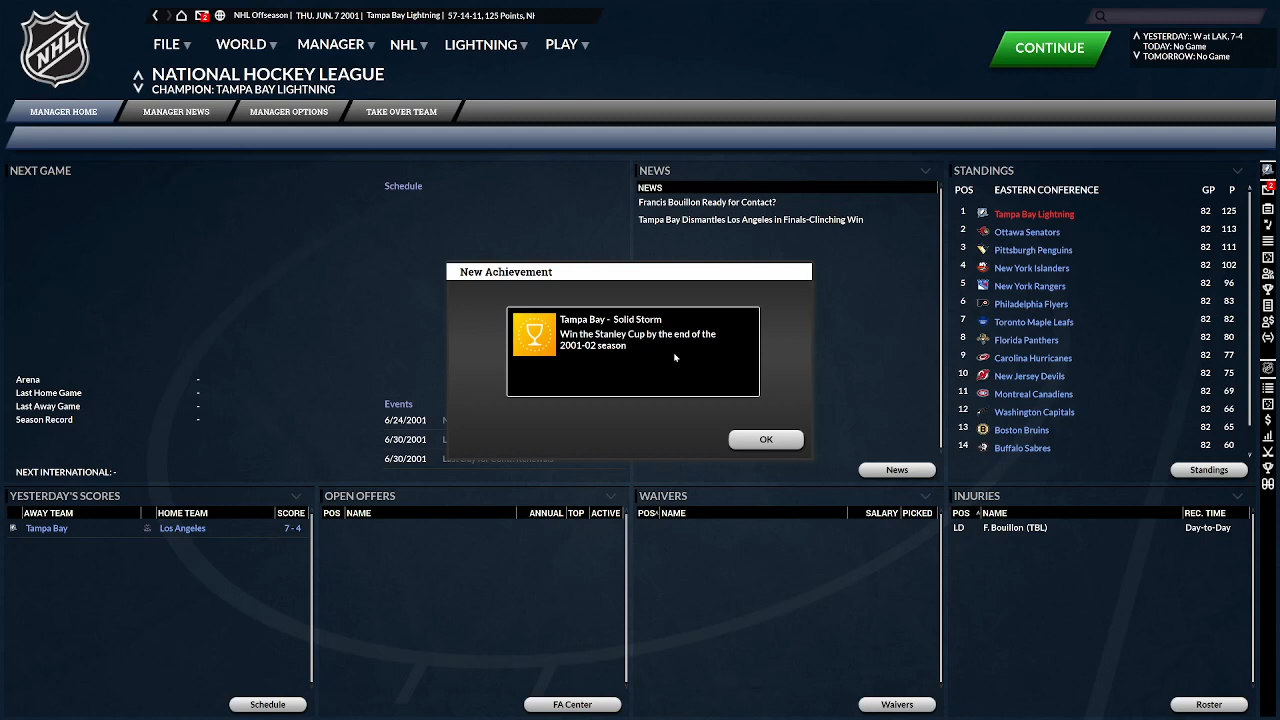 NHL Offseason | THU. JUN. 7 2001 | Tampa Bay Lightning | 57-14-11, 125 Points, NH
NHL
FILE WORLD MANAGER NHL LIGHTNING PLAY
CONTINUE
YESTERDAY:: W at LAK, 7-4
TODAY: No Game
TOMORROW: No Game
NATIONAL HOCKEY LEAGUE
CHAMPION: TAMPA BAY LIGHTNING
MANAGER HOME MANAGER NEWS MANAGER OPTIONS TAKE OVER TEAM
NEXT GAME
Schedule
Arena -
Last Home Game -
Last Away Game -
Season Record -
Events
6/24/2001
6/30/2001
6/30/2001
NEXT INTERNATIONAL: -
NEWS
NEWS
Francis Bouillon Ready for Contact?
Tampa Bay Dismantles Los Angeles in Finals-Clinching Win
News
New Achievement
Tampa Bay - Solid Storm
Win the Stanley Cup by the end of the
2001-02 season
OK
STANDINGS
POS EASTERN CONFERENCE GP P
1 Tampa Bay Lightning 82 125
2 Ottawa Senators 82 113
3 Pittsburgh Penguins 82 111
4 New York Islanders 82 102
5 New York Rangers 82 96
6 Philadelphia Flyers 82 83
7 Toronto Maple Leafs 82 82
8 Florida Panthers 82 80
9 Carolina Hurricanes 82 77
10 New Jersey Devils 82 75
11 Montreal Canadiens 82 69
12 Washington Capitals 82 66
13 Boston Bruins 82 65
14 Buffalo Sabres 82 60
Standings
YESTERDAY'S SCORES
AWAY TEAM HOME TEAM SCORE
Tampa Bay Los Angeles 7 - 4
Schedule
OPEN OFFERS
POS NAME ANNUAL TOP ACTIVE
FA Center
WAIVERS
POS NAME SALARY PICKED
Waivers
INJURIES
POS NAME REC. TIME
LD F. Bouillon (TBL) Day-to-Day
Roster